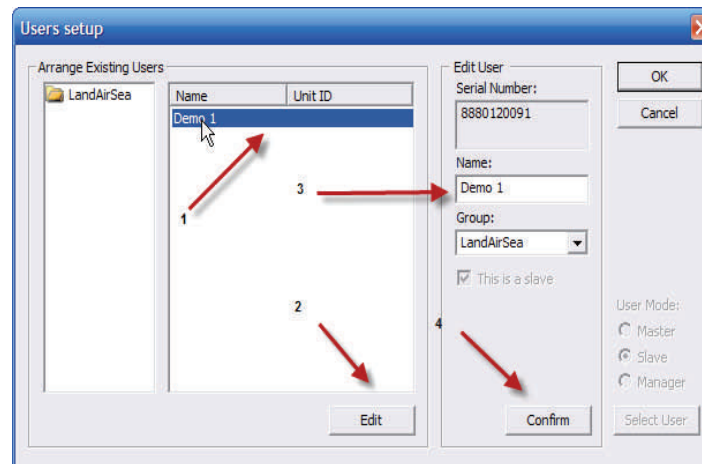 Users setup
Arrange Existing Users
LandAirSea
Name Unit ID
Demo 1
1
2
3
4
Edit
Edit User
Serial Number:
8880120091
Name:
Demo 1
Group:
LandAirSea
This is a slave
Confirm
OK
Cancel
User Mode:
Master
Slave
Manager
Select User